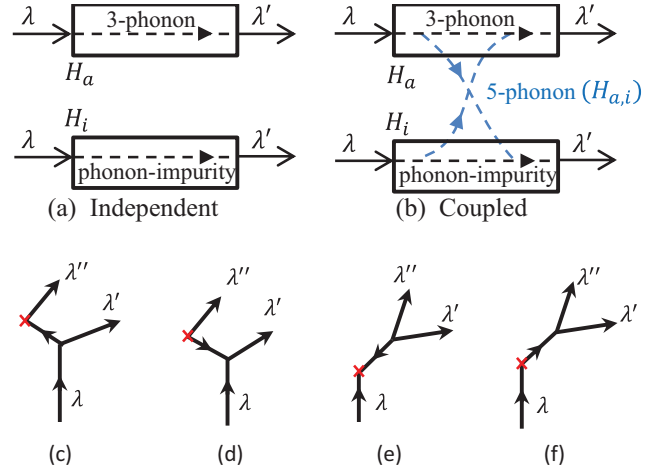 λ 3-phonon λ′
H_a
H_i
λ λ′
phonon-impurity
(a) Independent
λ 3-phonon λ′
H_a
5-phonon (H_{a,i})
H_i
λ λ′
phonon-impurity
(b) Coupled
λ′′
λ′
λ
(c)
λ′′
λ′
λ
(d)
λ′′
λ′
λ
(e)
λ′′
λ′
λ
(f)